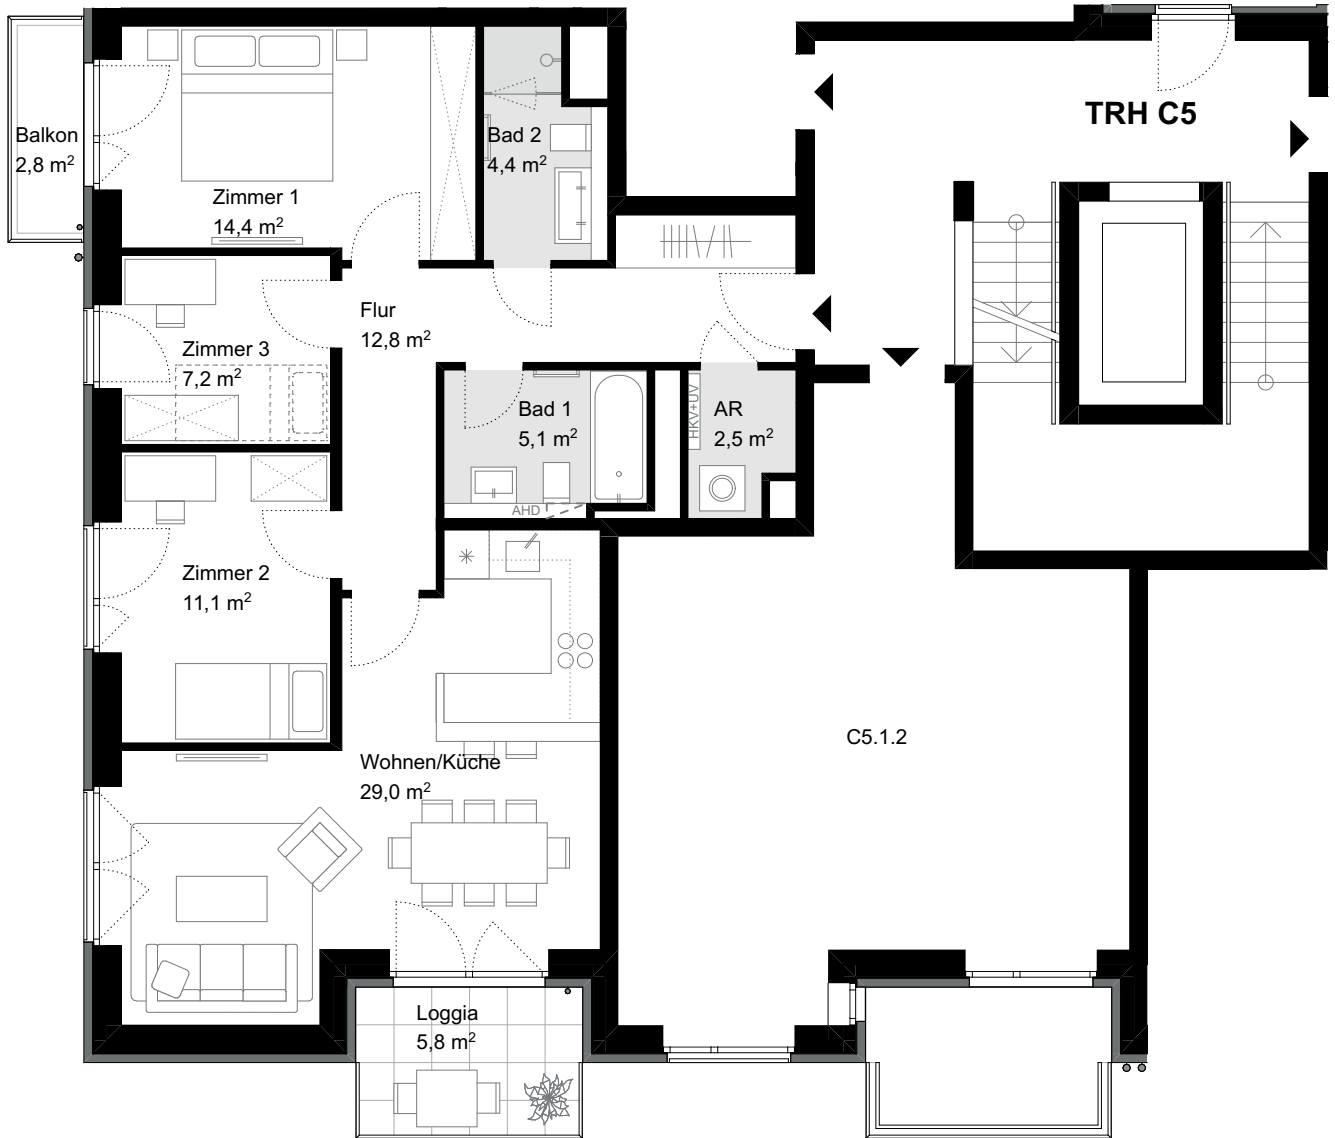 TRH C5
Balkon
2,8 m²
Bad 2
4,4 m²
Zimmer 1
14,4 m²
Flur
12,8 m²
Zimmer 3
7,2 m²
Bad 1
5,1 m²
HKV+UV
AR
2,5 m²
AHD
Zimmer 2
11,1 m²
Wohnen/Küche
29,0 m²
C5.1.2
Loggia
5,8 m²